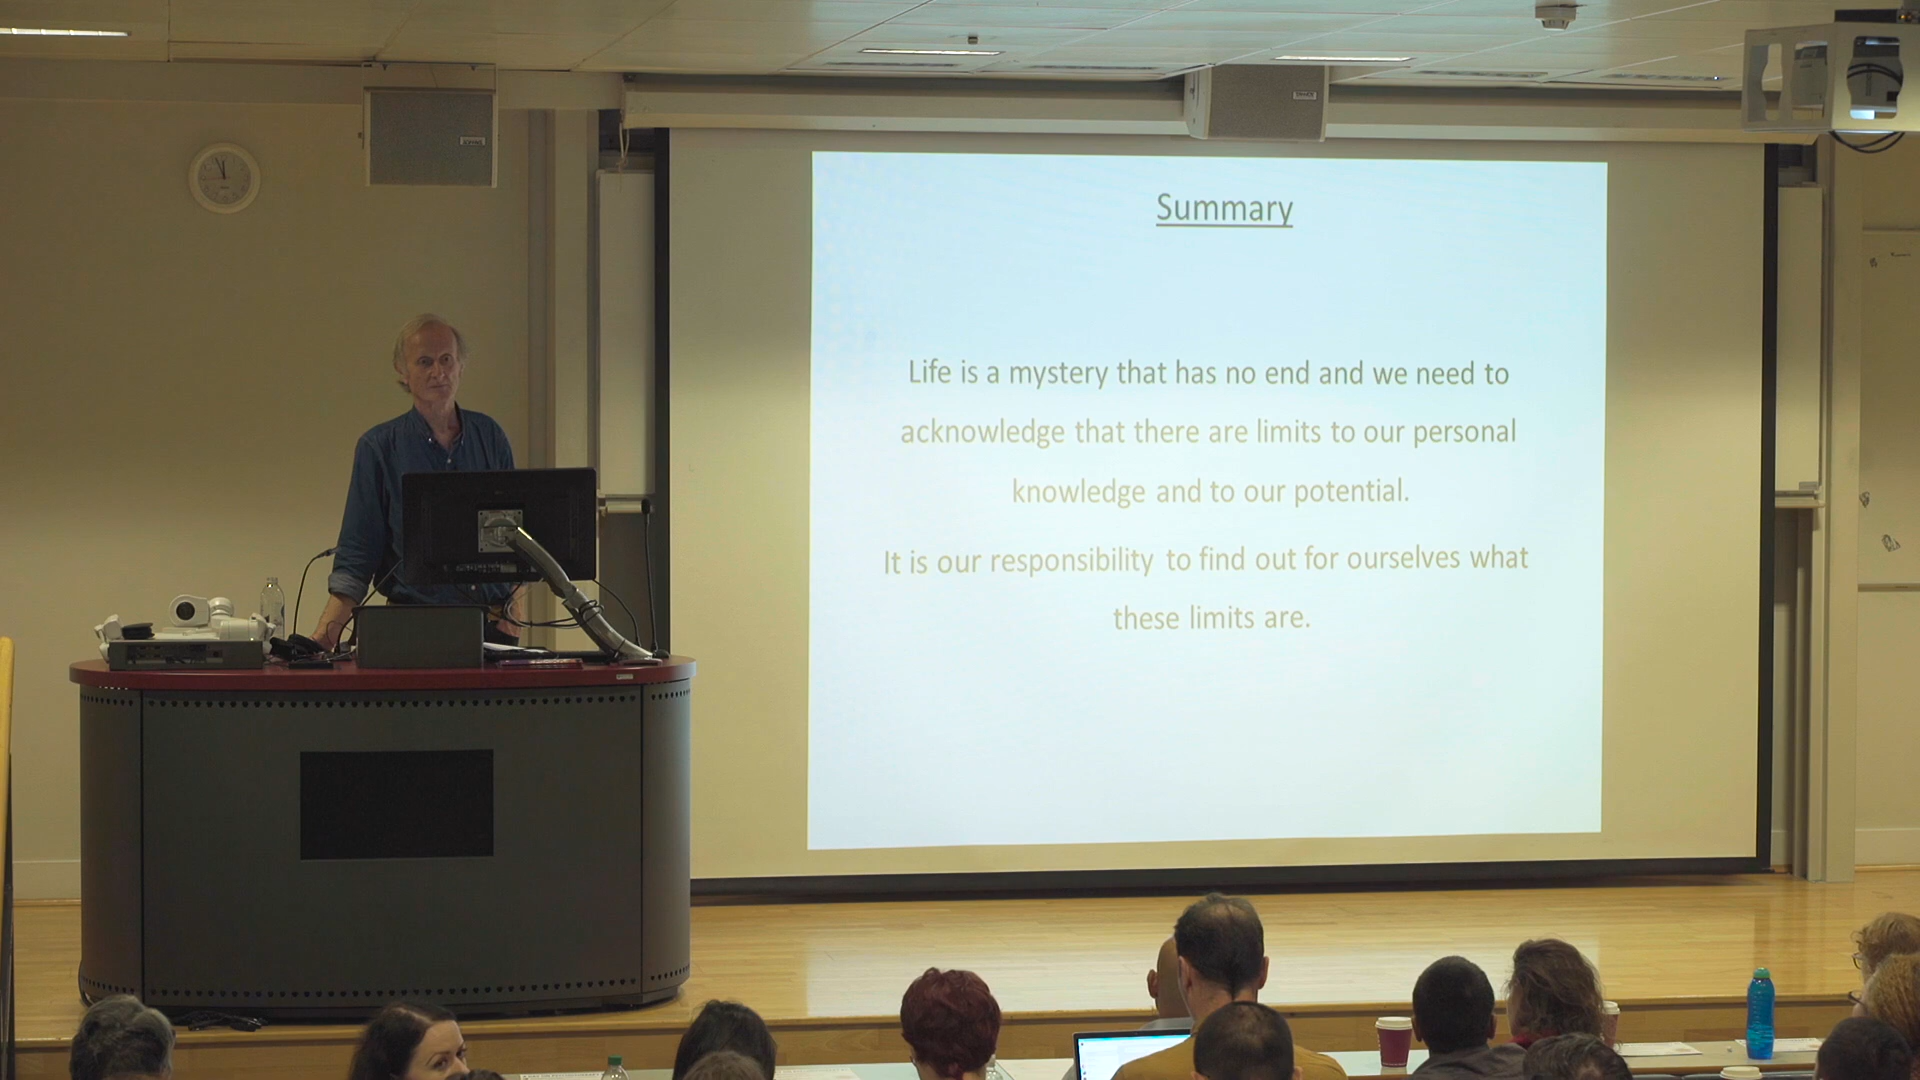 Summary
Life is a mystery that has no end and we need to
acknowledge that there are limits to our personal
knowledge and to our potential.
It is our responsibility to find out for ourselves what
these limits are.